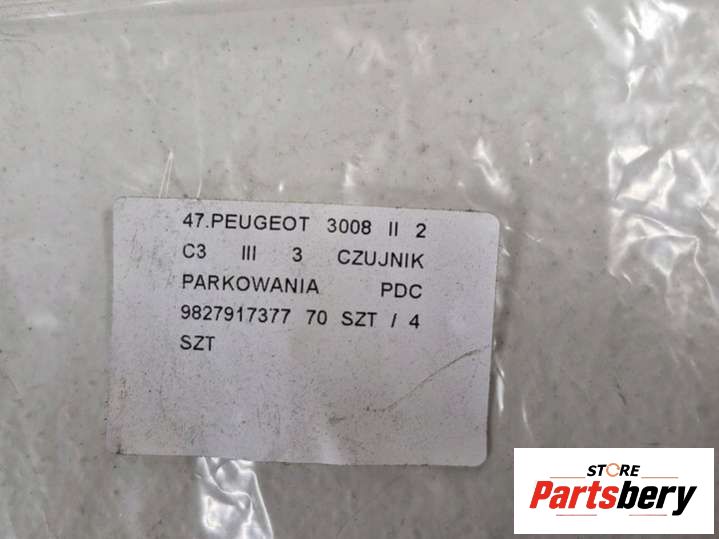 47.PEUGEOT 3008 II 2
C3 III 3 CZUJNIK
PARKOWANIA PDC
9827917377 70 SZT / 4
SZT
STORE
Partsbery